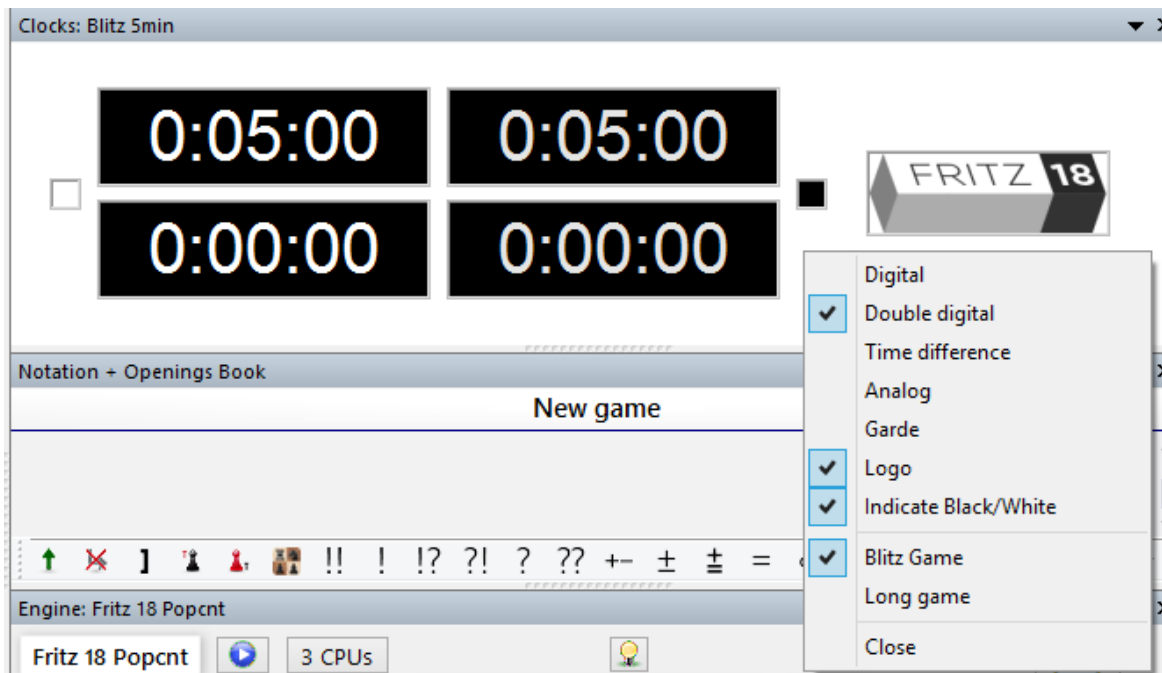 Clocks: Blitz 5min
0:05:00 0:05:00
FRITZ 18
0:00:00 0:00:00
Digital
Double digital
Time difference
Analog
Garde
Logo
Indicate Black/White
Blitz Game
Long game
Close
Notation + Openings Book
New game
] !! ! !? ?! ? ?? +− ± ⩲ =
Engine: Fritz 18 Popcnt
Fritz 18 Popcnt 3 CPUs